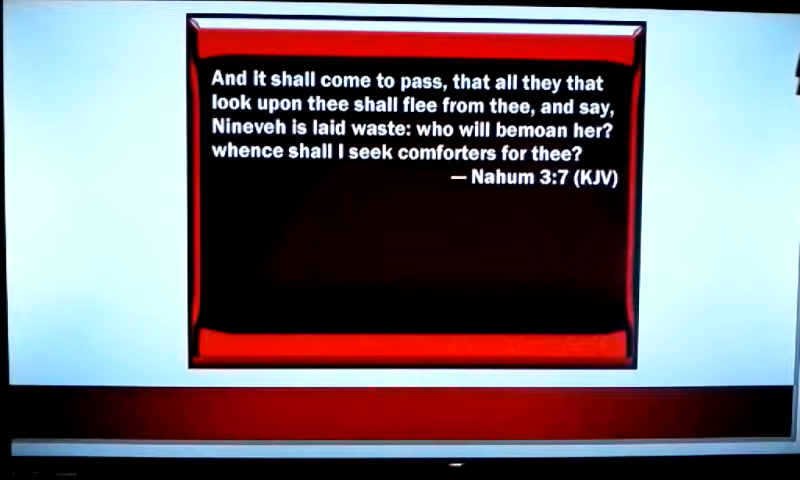 And it shall come to pass, that all they that
look upon thee shall flee from thee, and say,
Nineveh is laid waste: who will bemoan her?
whence shall I seek comforters for thee?
— Nahum 3:7 (KJV)